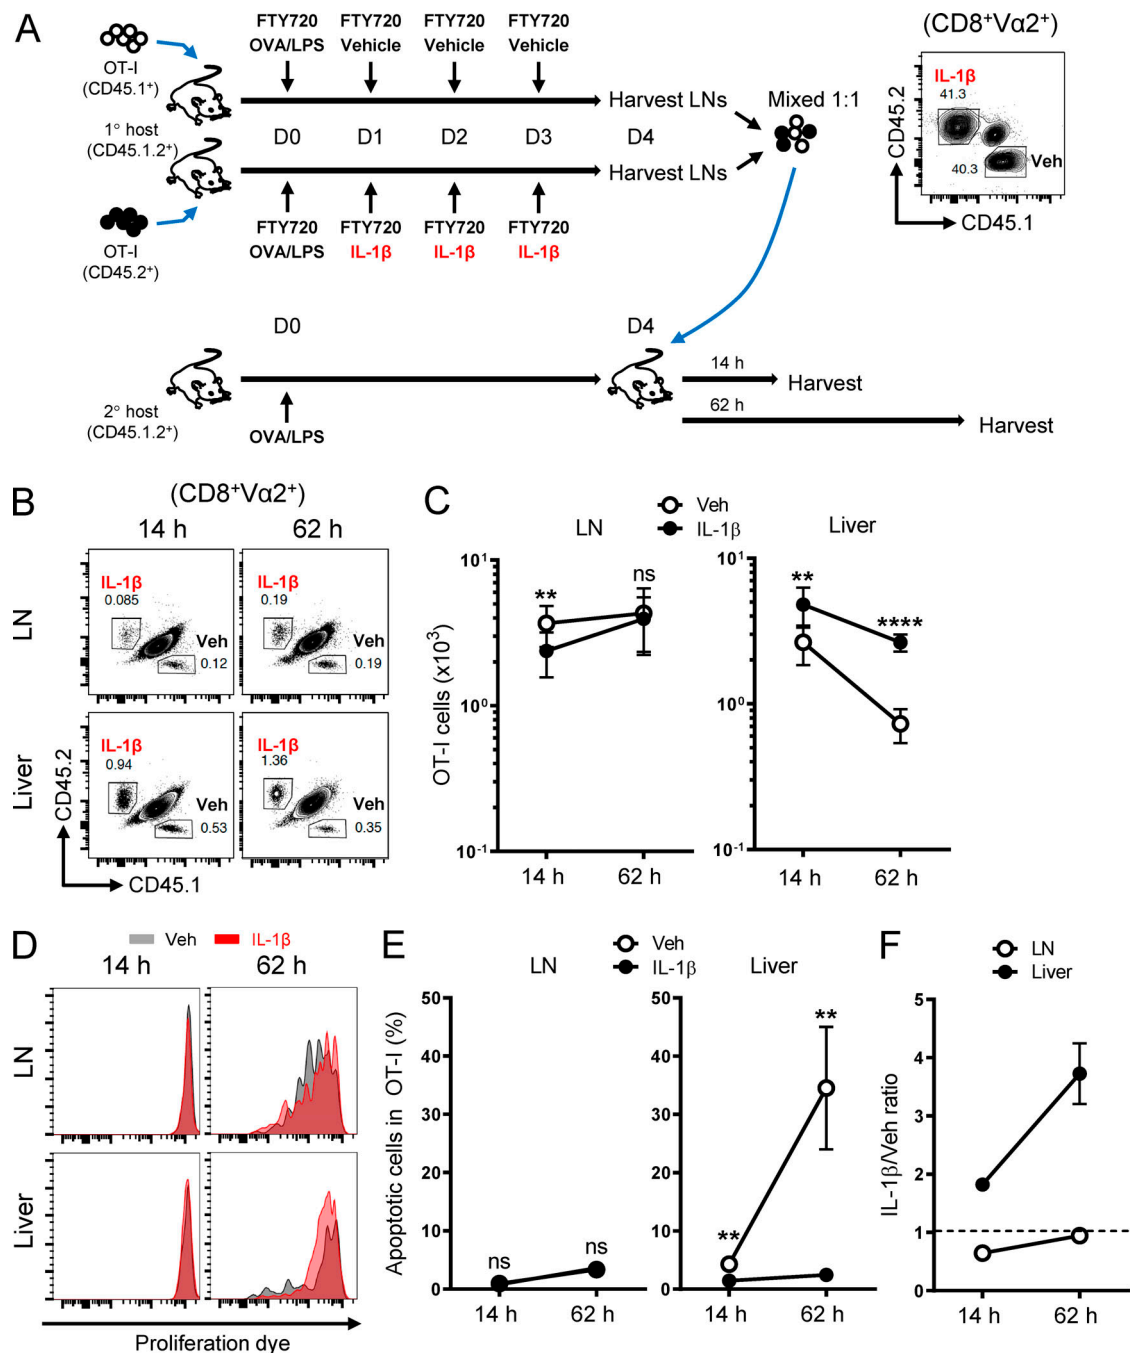 A
FTY720 FTY720 FTY720 FTY720
OVA/LPS Vehicle Vehicle Vehicle
OT-I
(CD45.1+)
Harvest LNs
Mixed 1:1
1° host
(CD45.1.2+)
D0 D1 D2 D3 D4
Harvest LNs
FTY720 FTY720 FTY720 FTY720
OVA/LPS IL-1β IL-1β IL-1β
OT-I
(CD45.2+)
(CD8+Vα2+)
IL-1β
41.3
Veh
40.3
CD45.2
CD45.1
D0 D4
14 h
Harvest
62 h
Harvest
2° host
(CD45.1.2+)
OVA/LPS
B
(CD8+Vα2+)
14 h 62 h
LN
IL-1β
0.085
Veh
0.12
IL-1β
0.19
Veh
0.19
Liver
IL-1β
0.94
Veh
0.53
IL-1β
1.36
Veh
0.35
CD45.2
CD45.1
C
Veh
IL-1β
LN Liver
OT-I cells (x10³)
10¹
10⁰
10⁻¹
** ns
14 h 62 h
10¹
10⁰
10⁻¹
** ****
14 h 62 h
D
Veh IL-1β
14 h 62 h
LN
Liver
Proliferation dye
E
Veh
IL-1β
LN Liver
Apoptotic cells in OT-I (%)
50
40
30
20
10
0
ns ns
14 h 62 h
50
40
30
20
10
0
** **
14 h 62 h
F
LN
Liver
IL-1β/Veh ratio
5
4
3
2
1
0
14 h 62 h